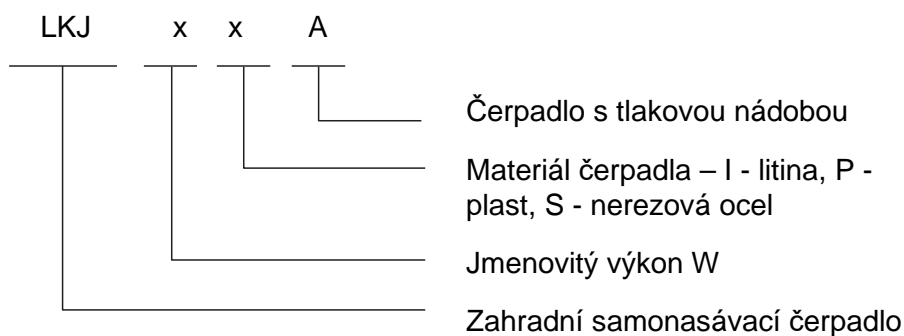 LKJ x x A
Čerpadlo s tlakovou nádobou
Materiál čerpadla – I - litina, P -
plast, S - nerezová ocel
Jmenovitý výkon W
Zahradní samonasávací čerpadlo